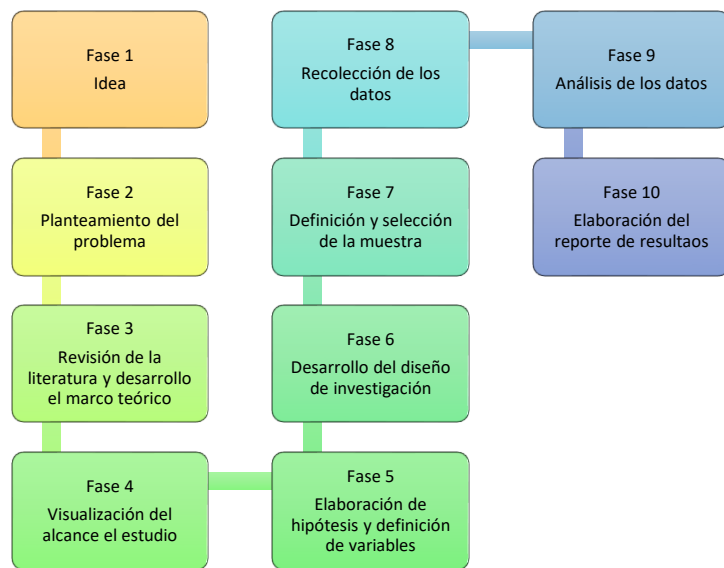 Fase 1
Idea
Fase 2
Planteamiento del
problema
Fase 3
Revisión de la
literatura y desarrollo
el marco teórico
Fase 4
Visualización del
alcance el estudio
Fase 5
Elaboración de
hipótesis y definición
de variables
Fase 6
Desarrollo del diseño
de investigación
Fase 7
Definición y selección
de la muestra
Fase 8
Recolección de los
datos
Fase 9
Análisis de los datos
Fase 10
Elaboración del
reporte de resultaos